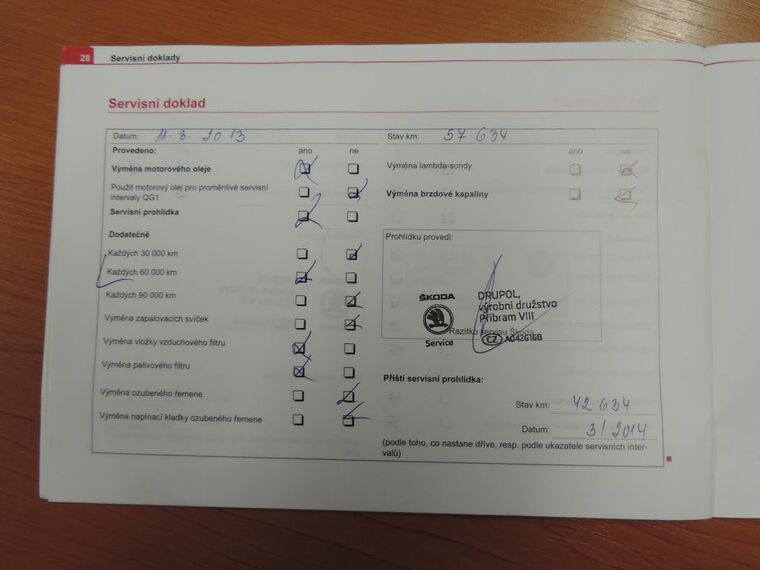 28 Servisní doklady
Servisní doklad
Datum: 11.3 2013
Stav km: 57 634
Provedeno: ano ne
ano ne
Výměna motorového oleje
Výměna lambda-sondy
Použit motorový olej pro proměnlivé servisní
intervaly QG1
Výměna brzdové kapaliny
Servisní prohlídka
Dodatečně
Prohlídku provedl:
Každých 30 000 km
Každých 60 000 km
Každých 90 000 km
Výměna zapalovacích svíček
Výměna vložky vzduchového filtru
Výměna palivového filtru
Výměna ozubeného řemene
Výměna napínací kladky ozubeného řemene
ŠKODA
Service
DRUPOL,
výrobní družstvo
Příbram VIII
Razítko servisu Škoda
CZ A042616B
Příští servisní prohlídka:
Stav km: 72 634
Datum: 3/2014
(podle toho, co nastane dříve, resp. podle ukazatele servisních inter-
valů)